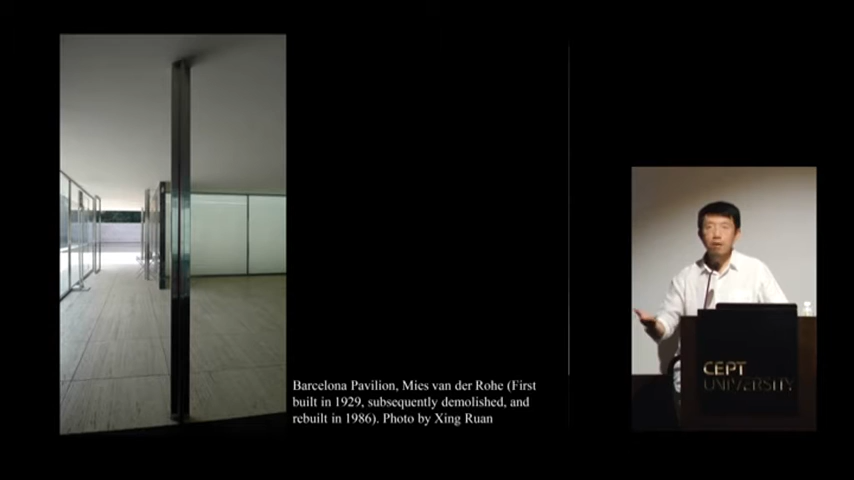 Barcelona Pavilion, Mies van der Rohe (First
built in 1929, subsequently demolished, and
rebuilt in 1986). Photo by Xing Ruan
CEPT
UNIVERSITY